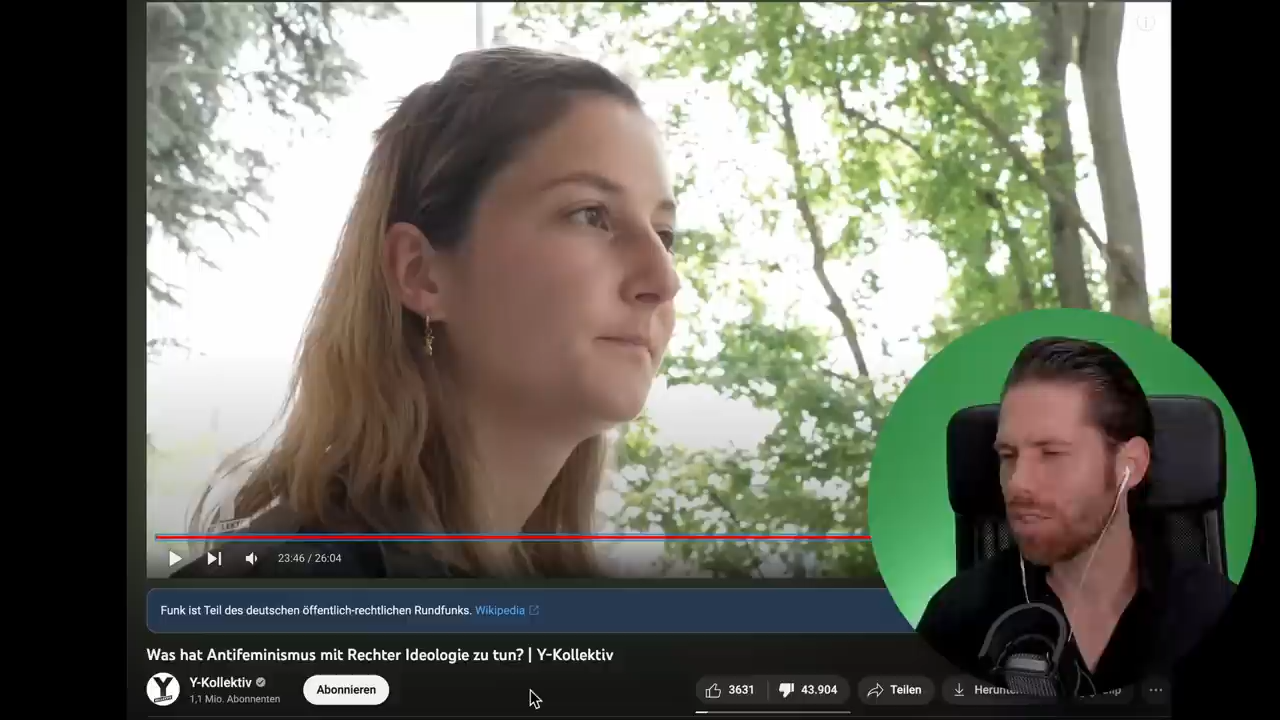 23:46 / 26:04
Funk ist Teil des deutschen öffentlich-rechtlichen Rundfunks. Wikipedia
Was hat Antifeminismus mit Rechter Ideologie zu tun? | Y-Kollektiv
Y-Kollektiv
1,1 Mio. Abonnenten
Abonnieren
3631
43.904
Teilen